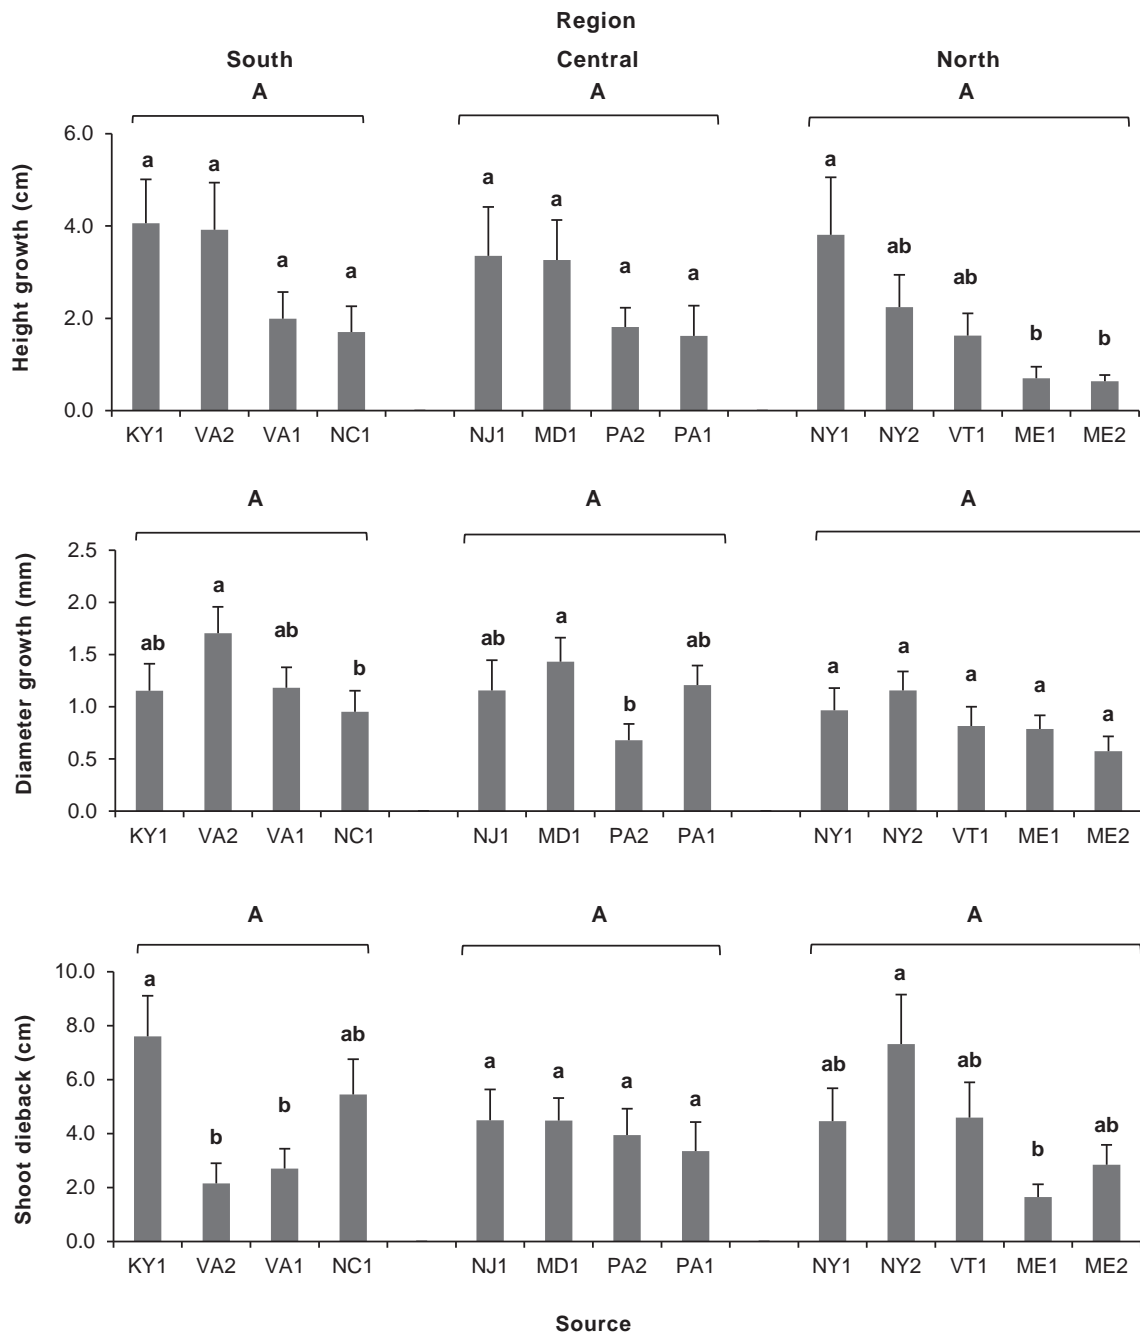 Region
South Central North
A A A
Height growth (cm)
6.0
4.0
2.0
0.0
a a a a a a a a a ab ab b b
KY1 VA2 VA1 NC1 NJ1 MD1 PA2 PA1 NY1 NY2 VT1 ME1 ME2
A A A
Diameter growth (mm)
2.5
2.0
1.5
1.0
0.5
0.0
ab a ab b ab a b ab a a a a a
KY1 VA2 VA1 NC1 NJ1 MD1 PA2 PA1 NY1 NY2 VT1 ME1 ME2
A A A
Shoot dieback (cm)
10.0
8.0
6.0
4.0
2.0
0.0
a b b ab a a a a ab a ab b ab
KY1 VA2 VA1 NC1 NJ1 MD1 PA2 PA1 NY1 NY2 VT1 ME1 ME2
Source